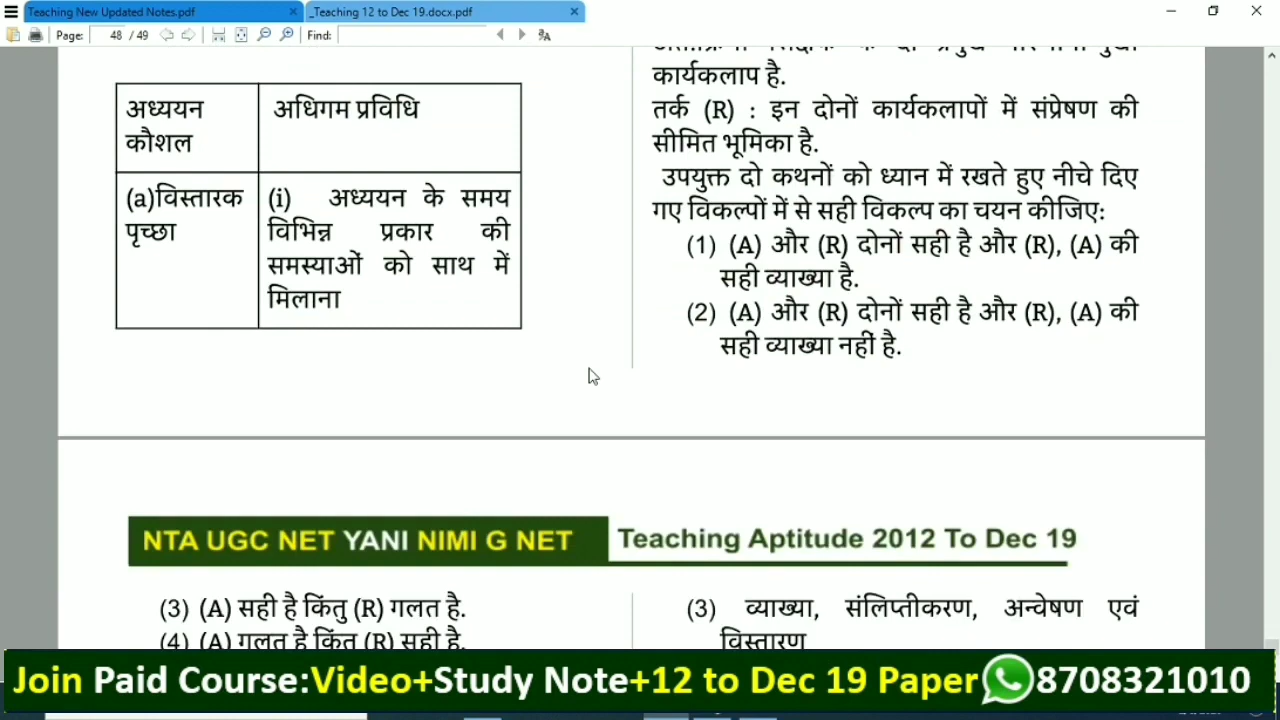 Teaching New Updated Notes.pdf
_Teaching 12 to Dec 19.docx.pdf
Page: 48 / 49
Find:
अध्ययन कौशल
अधिगम प्रविधि
(a)विस्तारक पृच्छा
(i) अध्ययन के समय
विभिन्न प्रकार की
समस्याओं को साथ में
मिलाना
कार्यकलाप है.
तर्क (R) : इन दोनों कार्यकलापों में संप्रेषण की
सीमित भूमिका है.
उपयुक्त दो कथनों को ध्यान में रखते हुए नीचे दिए
गए विकल्पों में से सही विकल्प का चयन कीजिए:
(1) (A) और (R) दोनों सही है और (R), (A) की
सही व्याख्या है.
(2) (A) और (R) दोनों सही है और (R), (A) की
सही व्याख्या नहीं है.
NTA UGC NET YANI NIMI G NET
Teaching Aptitude 2012 To Dec 19
(3) (A) सही है किंतु (R) गलत है.
(4) (A) गलत है किंतु (R) सही है.
(3) व्याख्या, संलिप्तीकरण, अन्वेषण एवं
विस्तारण
Join Paid Course:Video+Study Note+12 to Dec 19 Paper 8708321010